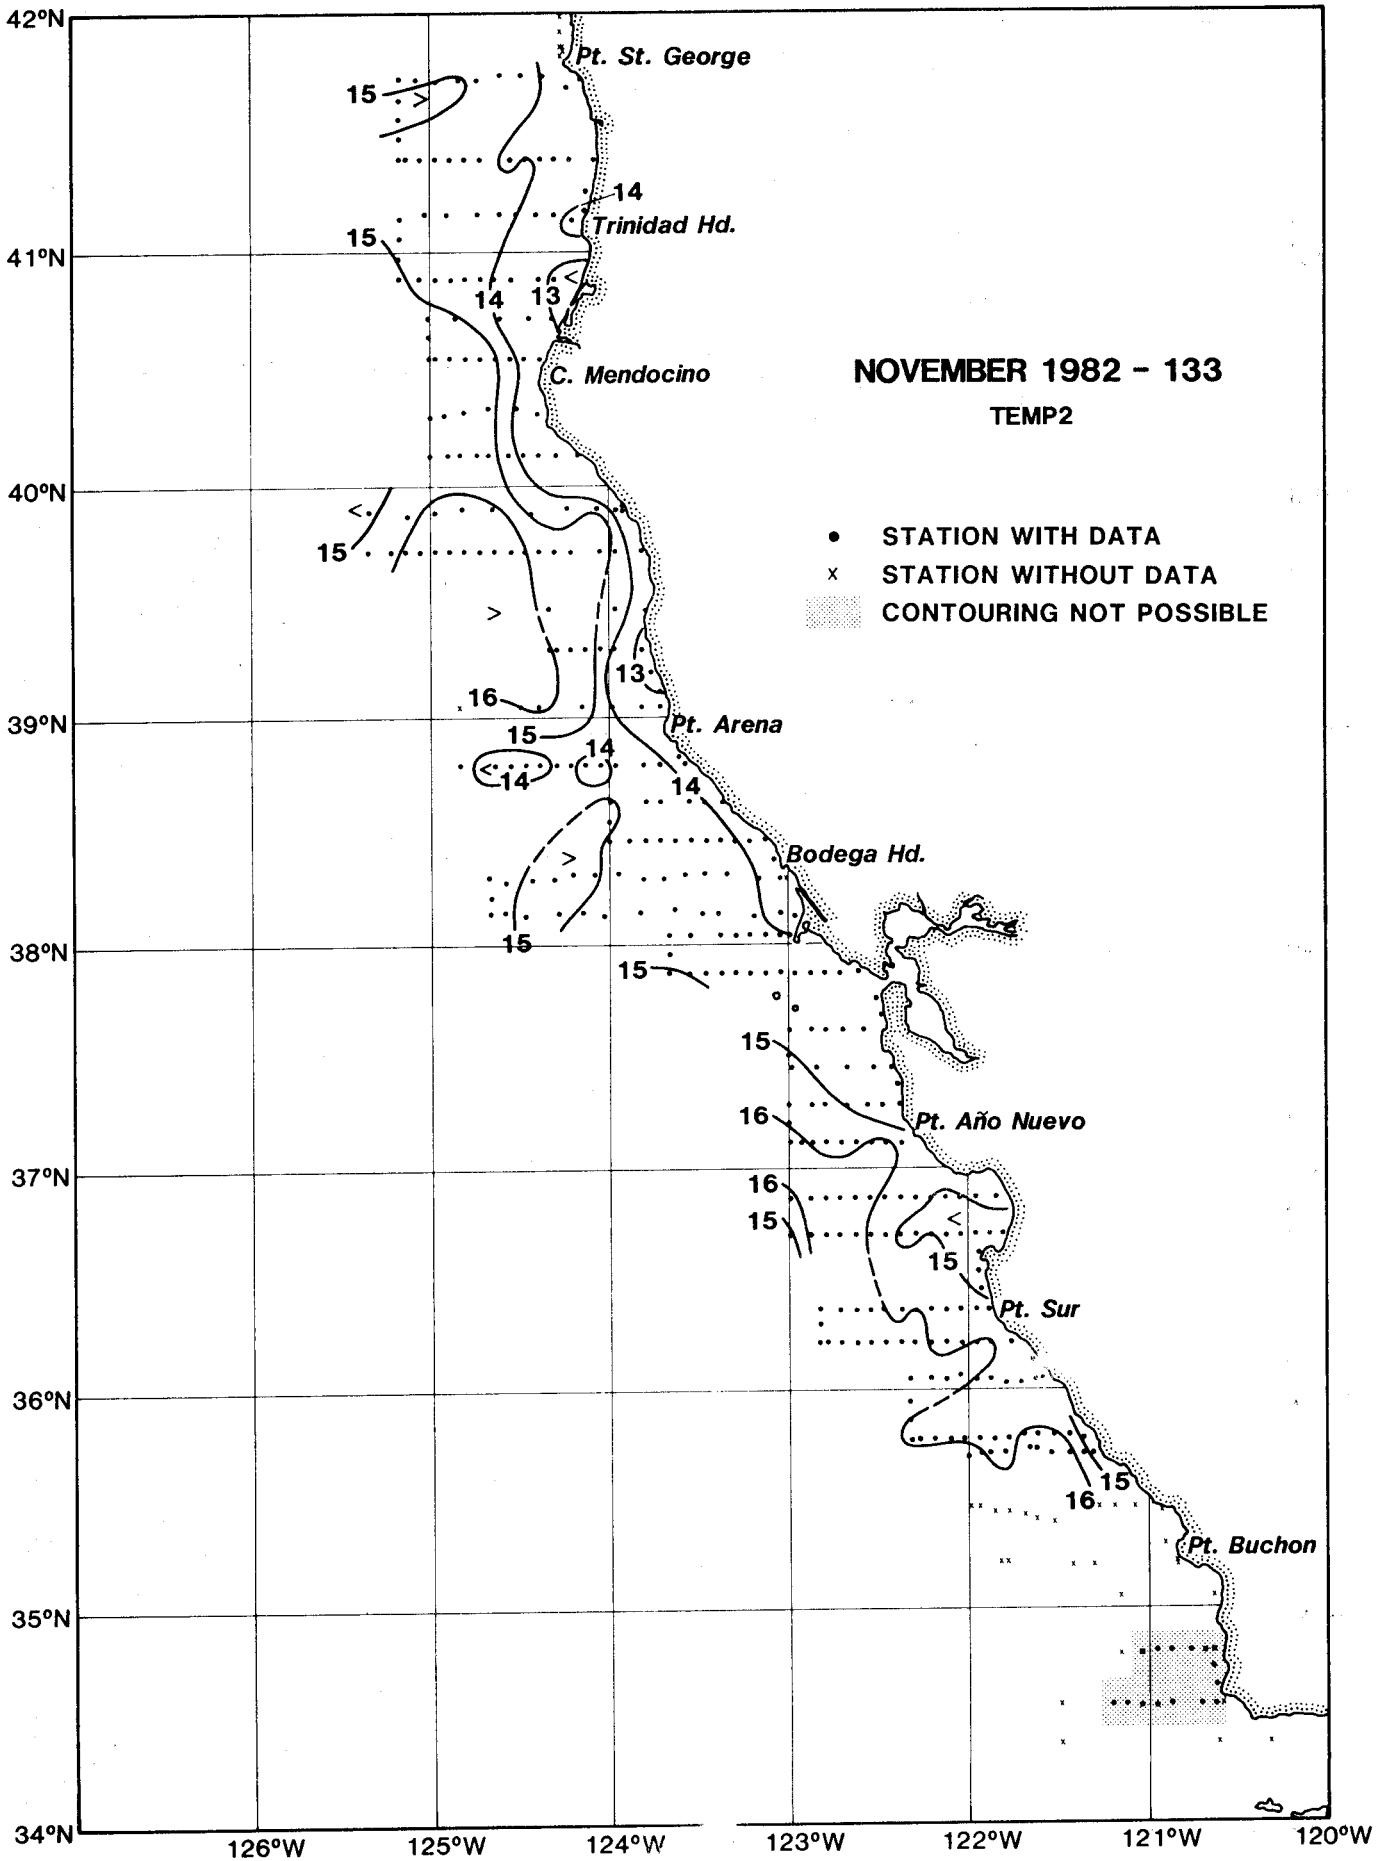 42°N
Pt. St. George
15
>
14
Trinidad Hd.
15
41°N
<
14
13
NOVEMBER 1982 - 133
C. Mendocino
TEMP2
40°N
<
• STATION WITH DATA
15
x STATION WITHOUT DATA
> CONTOURING NOT POSSIBLE
13
16
39°N
Pt. Arena
15
14
<
14
14
Bodega Hd.
>
15
38°N
15
15
16
Pt. Año Nuevo
37°N
16
15
<
15
Pt. Sur
36°N
15
16
Pt. Buchon
35°N
34°N
126°W 125°W 124°W 123°W 122°W 121°W 120°W